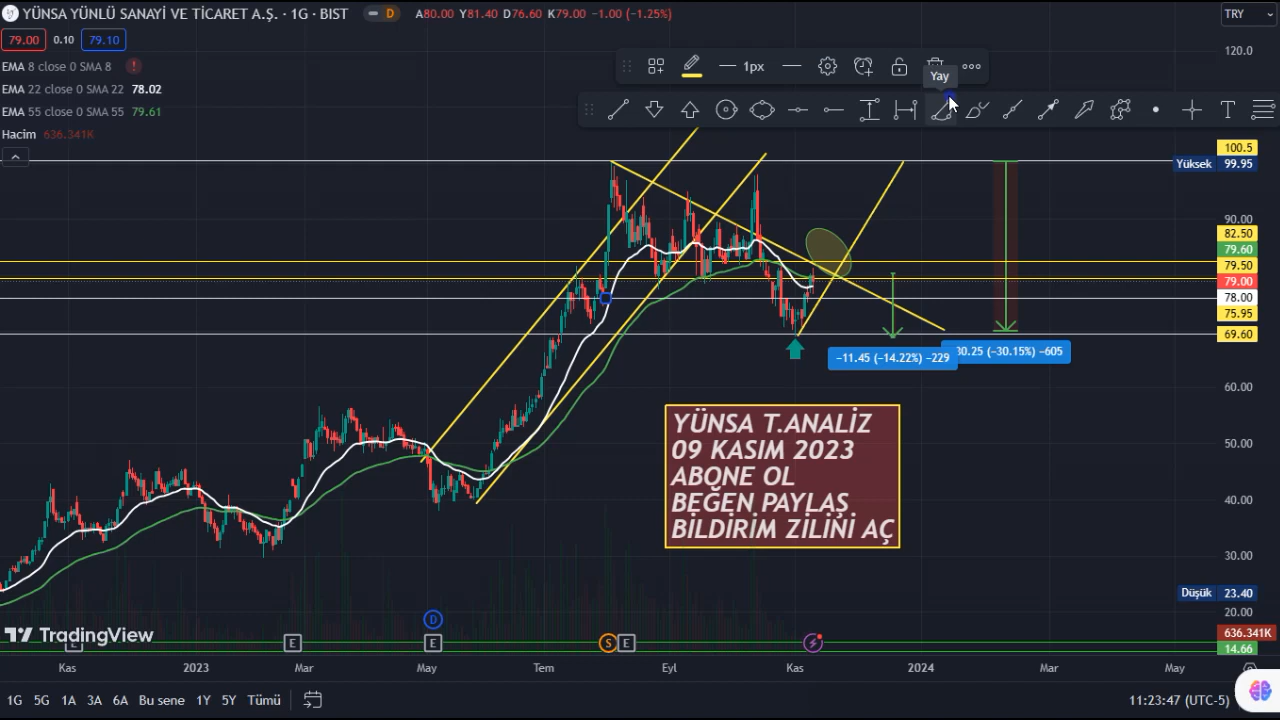 YÜNSA YÜNLÜ SANAYİ VE TİCARET A.Ş. · 1G · BIST D A80.00 Y81.40 D76.60 K79.00 −1.00 (−1.25%) TRY
79.00 0.10 79.10 120.0
EMA 8 close 0 SMA 8 1px
Yay
EMA 22 close 0 SMA 22 78.02
EMA 55 close 0 SMA 55 79.61 T
Hacim 636.341K
100.5
Yüksek 99.95
90.00
82.50
79.60
79.50
79.00
78.00
75.95
69.60
−11.45 (−14.22%) −229 30.25 (−30.15%) −605
60.00
YÜNSA T.ANALİZ
09 KASIM 2023
ABONE OL
BEĞEN PAYLAŞ
BİLDİRİM ZİLİNİ AÇ
50.00
40.00
30.00
Düşük 23.40
20.00
D
TradingView
E E E S E
636.341K
14.66
Kas 2023 Mar May Tem Eyl Kas 2024 Mar May
1G 5G 1A 3A 6A Bu sene 1Y 5Y Tümü 11:23:47 (UTC-5)